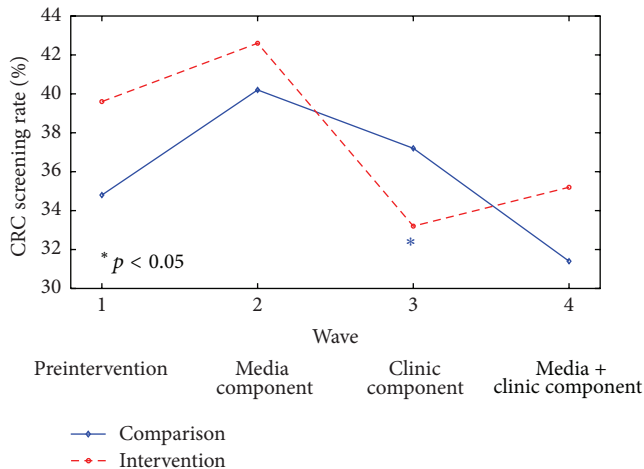 44
42
40
38
36
34
32
30
CRC screening rate (%)
* p < 0.05
*
1 2 3 4
Wave
Preintervention Media component Clinic component Media + clinic component
Comparison
Intervention